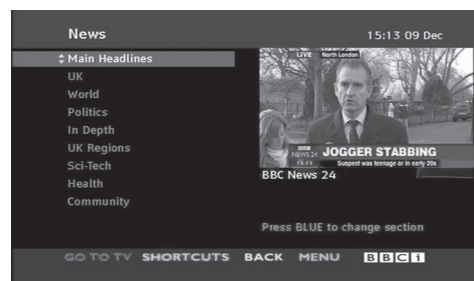 News
15:13 09 Dec
Main Headlines
UK
World
Politics
In Depth
UK Regions
Sci-Tech
Health
Community
LIVE North London
BBC
NEWS 24
15:13
JOGGER STABBING
Suspect was teenage or in early 20s
BBC News 24
Press BLUE to change section
GO TO TV SHORTCUTS BACK MENU BBCi